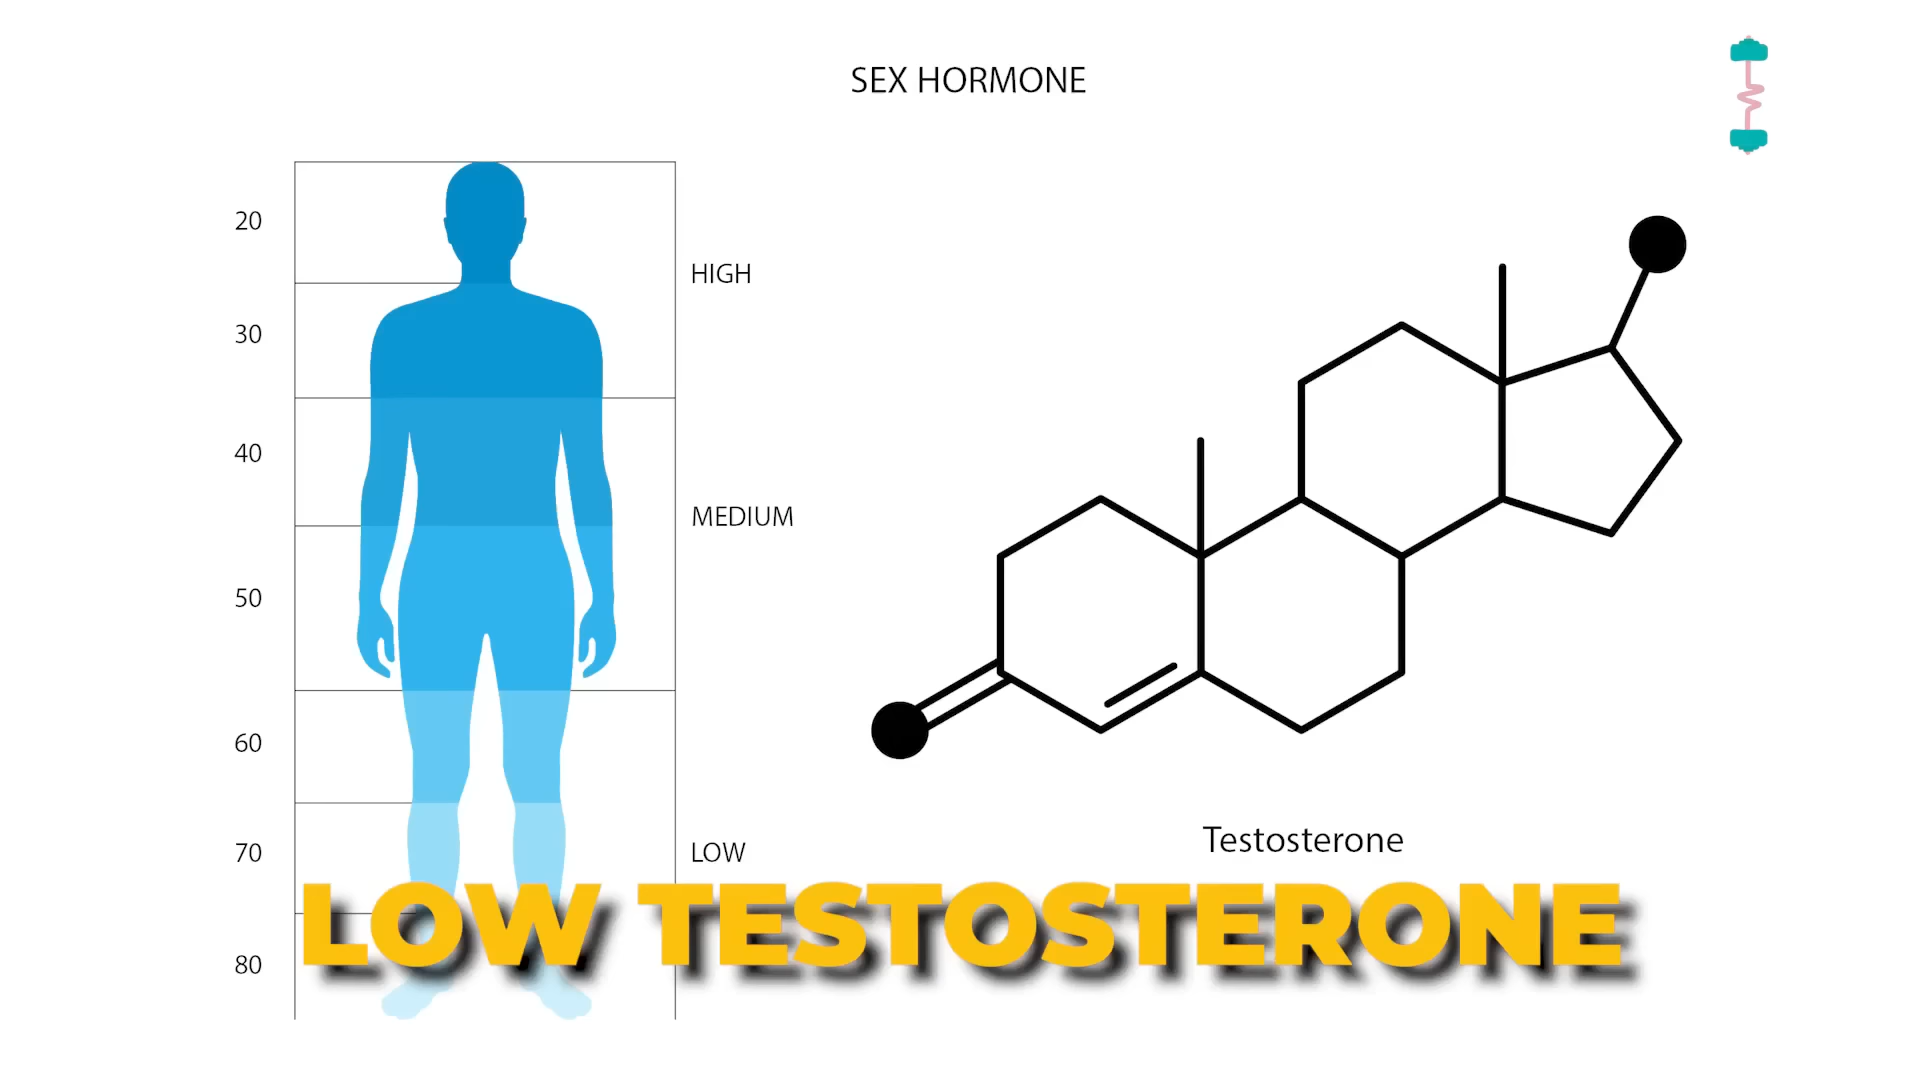 SEX HORMONE
20
HIGH
30
40
MEDIUM
50
60
70
LOW
Testosterone
LOW TESTOSTERONE
80